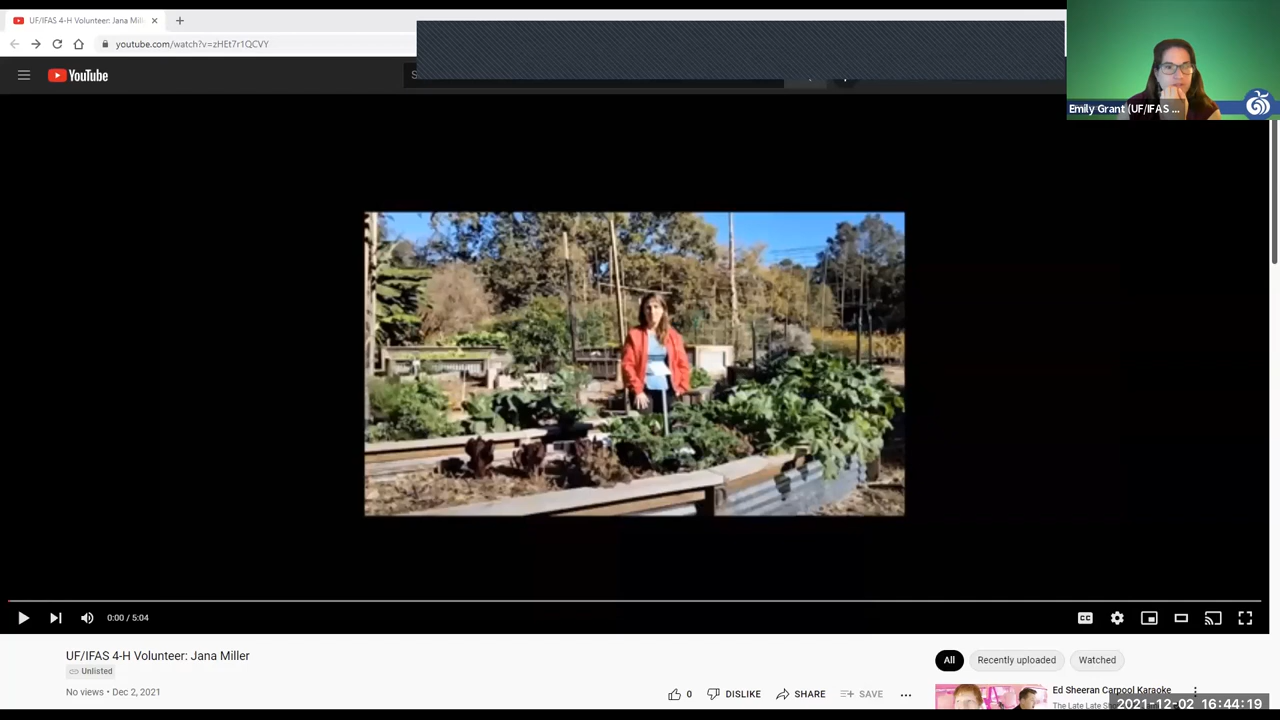 UF/IFAS 4-H Volunteer: Jana Mill
youtube.com/watch?v=zHEt7r1QCVY
YouTube
S
Emily Grant (UF/IFAS ...
0:00 / 5:04
CC
UF/IFAS 4-H Volunteer: Jana Miller
Unlisted
No views • Dec 2, 2021
0
DISLIKE
SHARE
SAVE
All
Recently uploaded
Watched
Ed Sheeran Carpool Karaoke
The Late Late Sho
2021-12-02 16:44:19